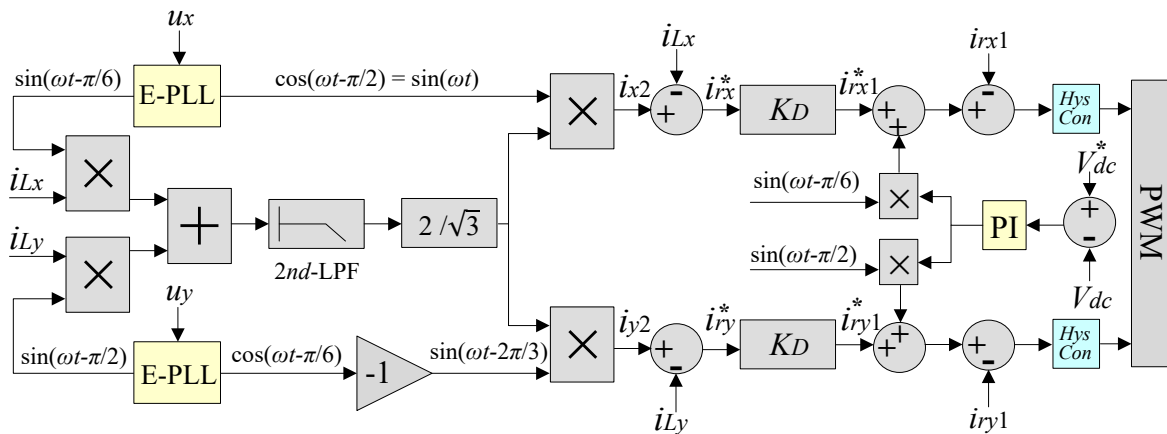 ux
iLx
irx1
sin(ωt-π/6)
cos(ωt-π/2) = sin(ωt)
ix2
i*rx
i*rx1
E-PLL
×
-
+
KD
+
+
-
+
Hys
Con
iLx
×
sin(ωt-π/6)
×
V*dc
+
2/√3
PI
+
-
PWM
iLy
×
2nd-LPF
sin(ωt-π/2)
×
Vdc
uy
iy2
i*ry
i*ry1
sin(ωt-π/2)
E-PLL
cos(ωt-π/6)
-1
sin(ωt-2π/3)
×
+
-
KD
+
+
+
-
Hys
Con
iLy
iry1